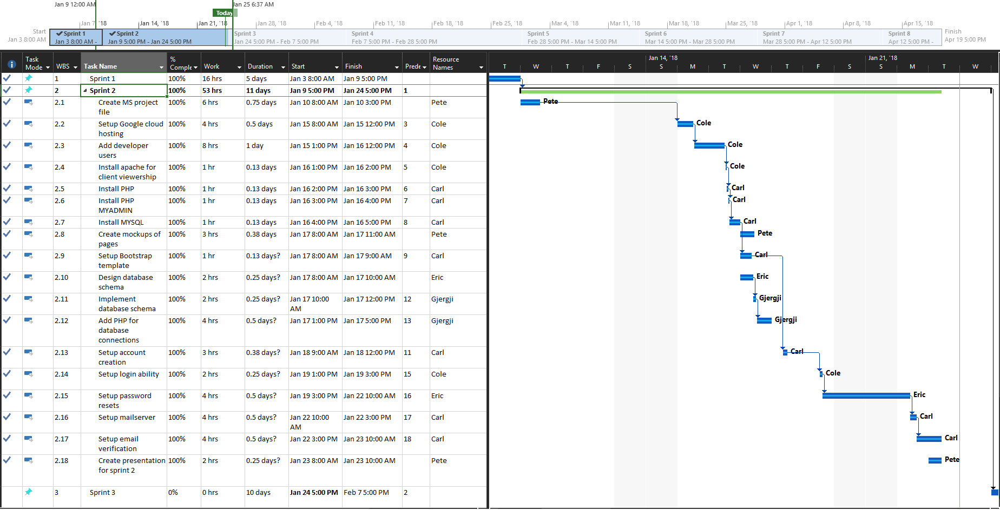 Jan 9 12:00 AM
Jan 25 6:37 AM
Today
Jan 7, '18
Jan 14, '18
Jan 21, '18
Jan 28, '18
Feb 4, '18
Feb 11, '18
Feb 18, '18
Feb 25, '18
Mar 4, '18
Mar 11, '18
Mar 18, '18
Mar 25, '18
Apr 1, '18
Apr 8, '18
Apr 15, '18
Start
Jan 3 8:00 AM
Sprint 1
Jan 3 8:00 AM -
Sprint 2
Jan 9 5:00 PM - Jan 24 5:00 PM
Sprint 3
Jan 24 5:00 PM - Feb 7 5:00 PM
Sprint 4
Feb 7 5:00 PM - Feb 28 5:00 PM
Sprint 5
Feb 28 5:00 PM - Mar 14 5:00 PM
Sprint 6
Mar 14 5:00 PM - Mar 28 5:00 PM
Sprint 7
Mar 28 5:00 PM - Apr 12 5:00 PM
Sprint 8
Apr 12 5:00 PM -
Finish
Apr 19 5:00 PM
Task
Mode
WBS
Task Name
%
Comple
Work
Duration
Start
Finish
Prede
Resource
Names
Jan 14, '18
Jan 21, '18
T W T F S S M T W T F S S M T W
1 Sprint 1 100% 16 hrs 5 days Jan 3 8:00 AM Jan 9 5:00 PM
2 Sprint 2 100% 53 hrs 11 days Jan 9 5:00 PM Jan 24 5:00 PM 1
2.1 Create MS project 100% 6 hrs 0.75 days Jan 10 8:00 AM Jan 10 3:00 PM Pete Pete
file
2.2 Setup Google cloud 100% 4 hrs 0.5 days Jan 15 8:00 AM Jan 15 12:00 PM 3 Cole Cole
hosting
2.3 Add developer 100% 8 hrs 1 day Jan 15 1:00 PM Jan 16 12:00 PM 4 Cole Cole
users
2.4 Install apache for 100% 1 hr 0.13 days Jan 16 1:00 PM Jan 16 2:00 PM 5 Cole Cole
client viewership
2.5 Install PHP 100% 1 hr 0.13 days Jan 16 2:00 PM Jan 16 3:00 PM 6 Carl Carl
2.6 Install PHP 100% 1 hr 0.13 days Jan 16 3:00 PM Jan 16 4:00 PM 7 Carl Carl
MYADMIN
2.7 Install MYSQL 100% 1 hr 0.13 days Jan 16 4:00 PM Jan 16 5:00 PM 8 Carl Carl
2.8 Create mockups of 100% 3 hrs 0.38 days Jan 17 8:00 AM Jan 17 11:00 AM Pete Pete
pages
2.9 Setup Bootstrap 100% 1 hr 0.13 days? Jan 17 8:00 AM Jan 17 9:00 AM 9 Carl Carl
template
2.10 Design database 100% 2 hrs 0.25 days? Jan 17 8:00 AM Jan 17 10:00 AM Eric Eric
schema
2.11 Implement 100% 2 hrs 0.25 days? Jan 17 10:00 Jan 17 12:00 PM 12 Gjergji Gjergji
database schema AM
2.12 Add PHP for 100% 4 hrs 0.5 days? Jan 17 1:00 PM Jan 17 5:00 PM 13 Gjergji Gjergji
database
connections
2.13 Setup account 100% 3 hrs 0.38 days? Jan 18 9:00 AM Jan 18 12:00 PM 11 Carl Carl
creation
2.14 Setup login ability 100% 2 hrs 0.25 days? Jan 19 1:00 PM Jan 19 3:00 PM 15 Cole Cole
2.15 Setup password 100% 4 hrs 0.5 days? Jan 19 3:00 PM Jan 22 10:00 AM 16 Eric Eric
resets
2.16 Setup mailserver 100% 4 hrs 0.5 days? Jan 22 10:00 Jan 22 3:00 PM 17 Carl Carl
AM
2.17 Setup email 100% 4 hrs 0.5 days? Jan 22 3:00 PM Jan 23 10:00 AM 18 Carl Carl
verification
2.18 Create presentation 100% 2 hrs 0.25 days? Jan 23 8:00 AM Jan 23 10:00 AM Pete Pete
for sprint 2
3 Sprint 3 0% 0 hrs 10 days Jan 24 5:00 PM Feb 7 5:00 PM 2